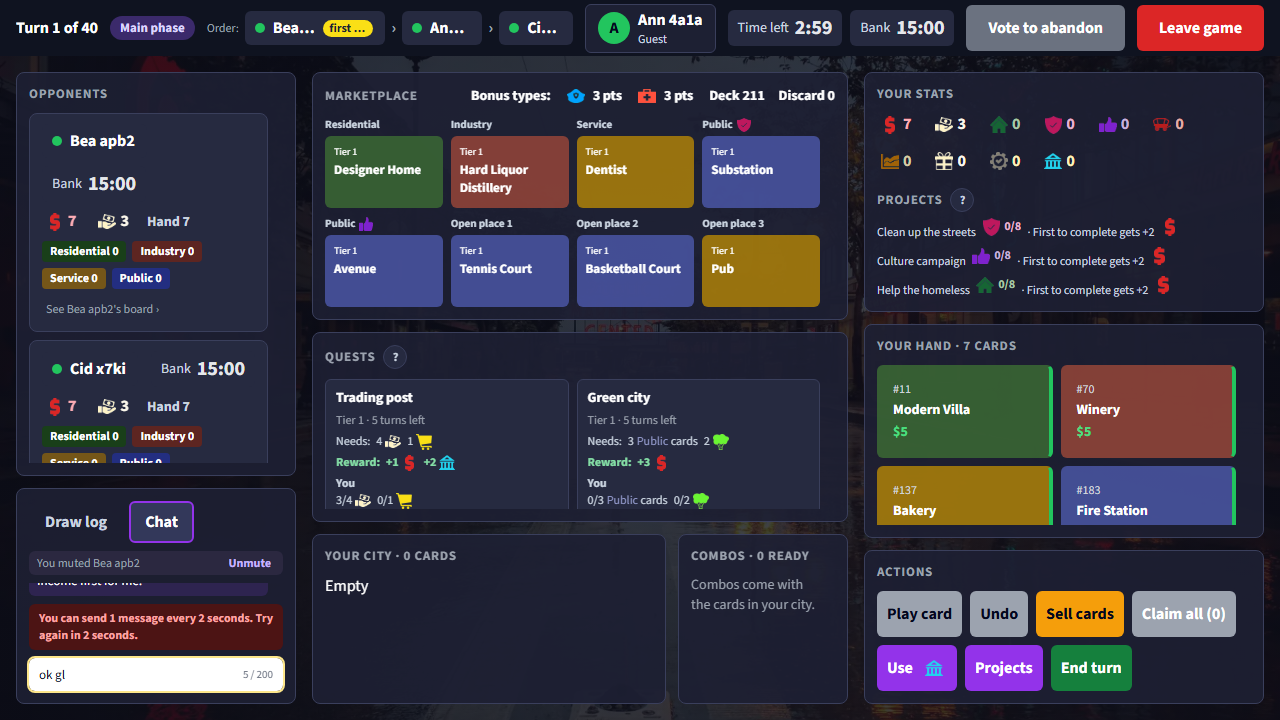 Turn 1 of 40 Main phase Order: Bea... first ... › An... › Ci... A Ann 4a1a Guest Time left 2:59 Bank 15:00 Vote to abandon Leave game
OPPONENTS
Bea apb2
Bank 15:00
7 3 Hand 7
Residential 0 Industry 0
Service 0 Public 0
See Bea apb2's board ›
Cid x7ki Bank 15:00
7 3 Hand 7
Residential 0 Industry 0
Service 0 Public 0
Draw log Chat
You muted Bea apb2 Unmute
income first for me.
You can send 1 message every 2 seconds. Try
again in 2 seconds.
ok gl 5 / 200
MARKETPLACE Bonus types: 3 pts 3 pts Deck 211 Discard 0
Residential Industry Service Public
Tier 1 Tier 1 Tier 1 Tier 1
Designer Home Hard Liquor Dentist Substation
Distillery
Public Open place 1 Open place 2 Open place 3
Tier 1 Tier 1 Tier 1 Tier 1
Avenue Tennis Court Basketball Court Pub
QUESTS ?
Trading post Green city
Tier 1 · 5 turns left Tier 1 · 5 turns left
Needs: 4 1 Needs: 3 Public cards 2
Reward: +1 $ +2 Reward: +3 $
You You
3/4 0/1 0/3 Public cards 0/2
YOUR CITY · 0 CARDS
Empty
COMBOS · 0 READY
Combos come with
the cards in your city.
YOUR STATS
$ 7 3 0 0 0 0
0 0 0 0
PROJECTS ?
Clean up the streets 0/8 · First to complete gets +2 $
Culture campaign 0/8 · First to complete gets +2 $
Help the homeless 0/8 · First to complete gets +2 $
YOUR HAND · 7 CARDS
#11 #70
Modern Villa Winery
$5 $5
#137 #183
Bakery Fire Station
ACTIONS
Play card Undo Sell cards Claim all (0)
Use Projects End turn